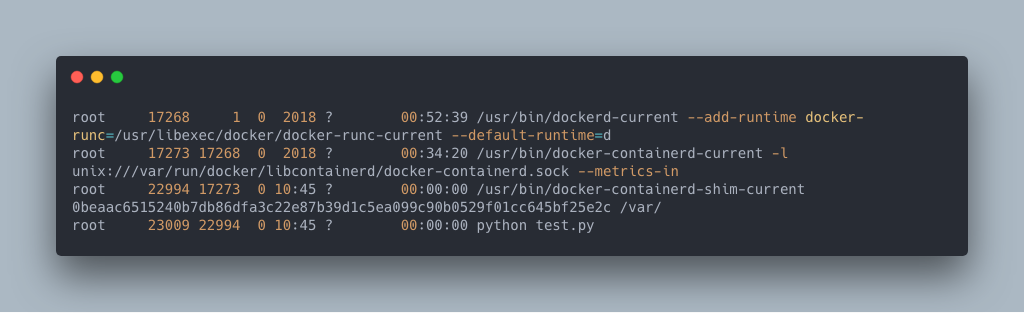 root     17268     1  0  2018 ?        00:52:39 /usr/bin/dockerd-current --add-runtime docker-
runc=/usr/libexec/docker/docker-runc-current --default-runtime=d
root     17273 17268  0  2018 ?        00:34:20 /usr/bin/docker-containerd-current -l
unix:///var/run/docker/libcontainerd/docker-containerd.sock --metrics-in
root     22994 17273  0 10:45 ?        00:00:00 /usr/bin/docker-containerd-shim-current
0beaac6515240b7db86dfa3c22e87b39d1c5ea099c90b0529f01cc645bf25e2c /var/
root     23009 22994  0 10:45 ?        00:00:00 python test.py